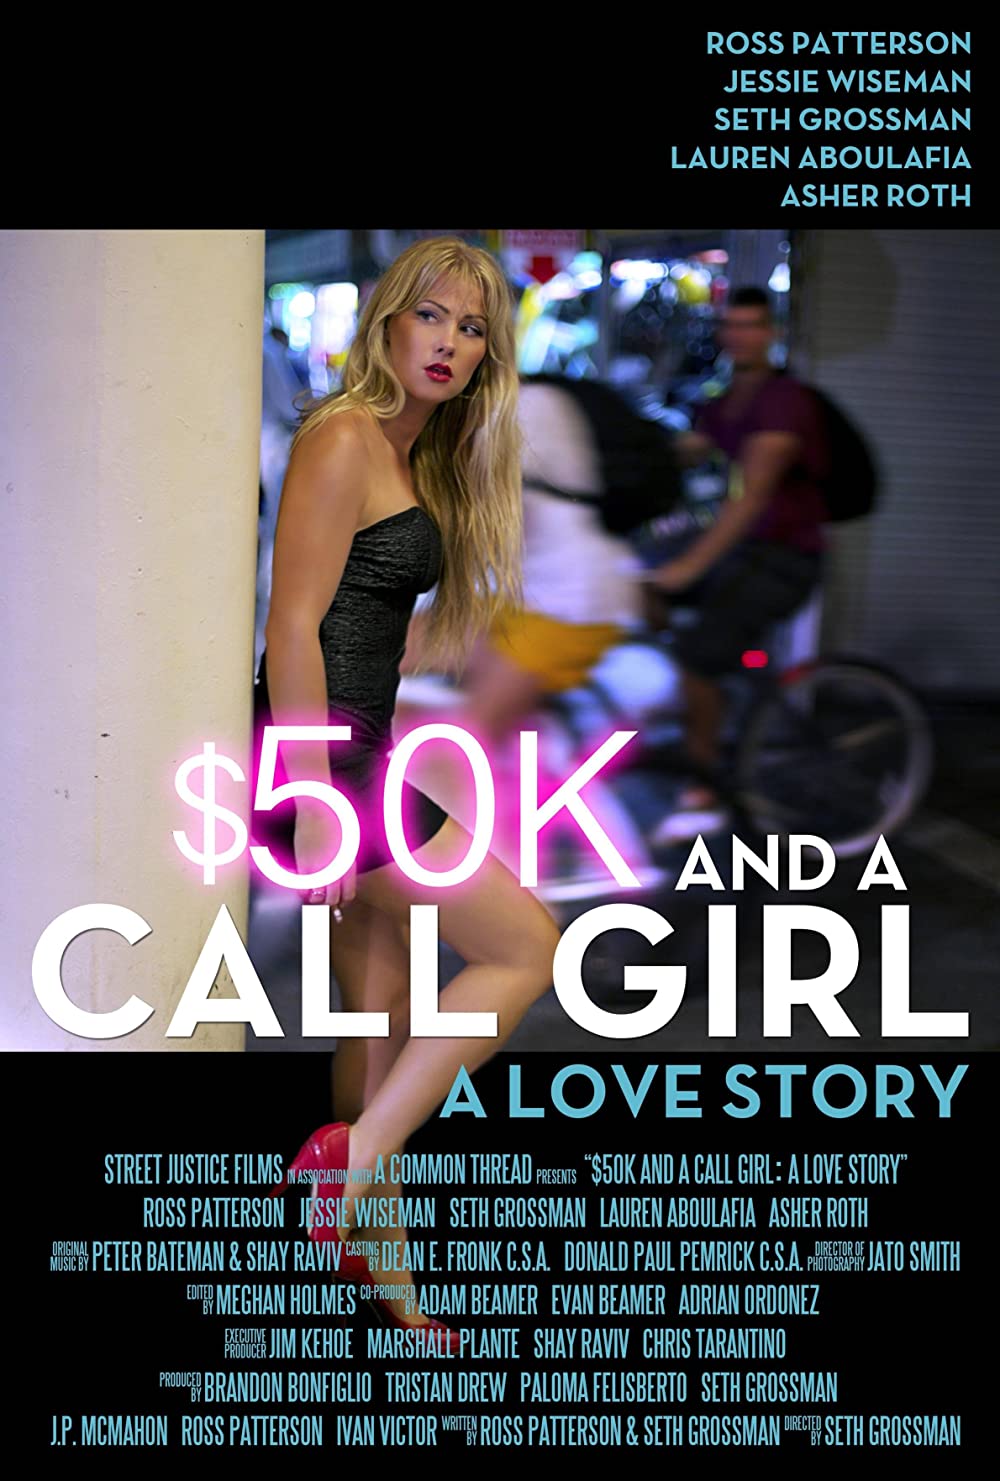 ROSS PATTERSON
JESSIE WISEMAN
SETH GROSSMAN
LAUREN ABOULAFIA
ASHER ROTH
$50K AND A
CALL GIRL
A LOVE STORY
STREET JUSTICE FILMS IN ASSOCIATION WITH A COMMON THREAD PRESENTS "$50K AND A CALL GIRL: A LOVE STORY"
ROSS PATTERSON JESSIE WISEMAN SETH GROSSMAN LAUREN ABOULAFIA ASHER ROTH
ORIGINAL MUSIC BY PETER BATEMAN & SHAY RAVIV CASTING BY DEAN E. FRONK C.S.A. DONALD PAUL PEMRICK C.S.A. DIRECTOR OF PHOTOGRAPHY JATO SMITH
EDITED BY MEGHAN HOLMES CO-PRODUCED BY ADAM BEAMER EVAN BEAMER ADRIAN ORDONEZ
EXECUTIVE PRODUCER JIM KEHOE MARSHALL PLANTE SHAY RAVIV CHRIS TARANTINO
PRODUCED BY BRANDON BONFIGLIO TRISTAN DREW PALOMA FELISBERTO SETH GROSSMAN
J.P. MCMAHON ROSS PATTERSON IVAN VICTOR WRITTEN BY ROSS PATTERSON & SETH GROSSMAN DIRECTED BY SETH GROSSMAN